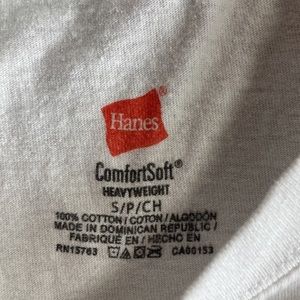 Hanes
®
ComfortSoft®
HEAVYWEIGHT
S/P/CH
100% COTTON / COTON / ALGODÓN
MADE IN DOMINICAN REPUBLIC /
FABRIQUÉ EN / HECHO EN
RN15763 CA00153